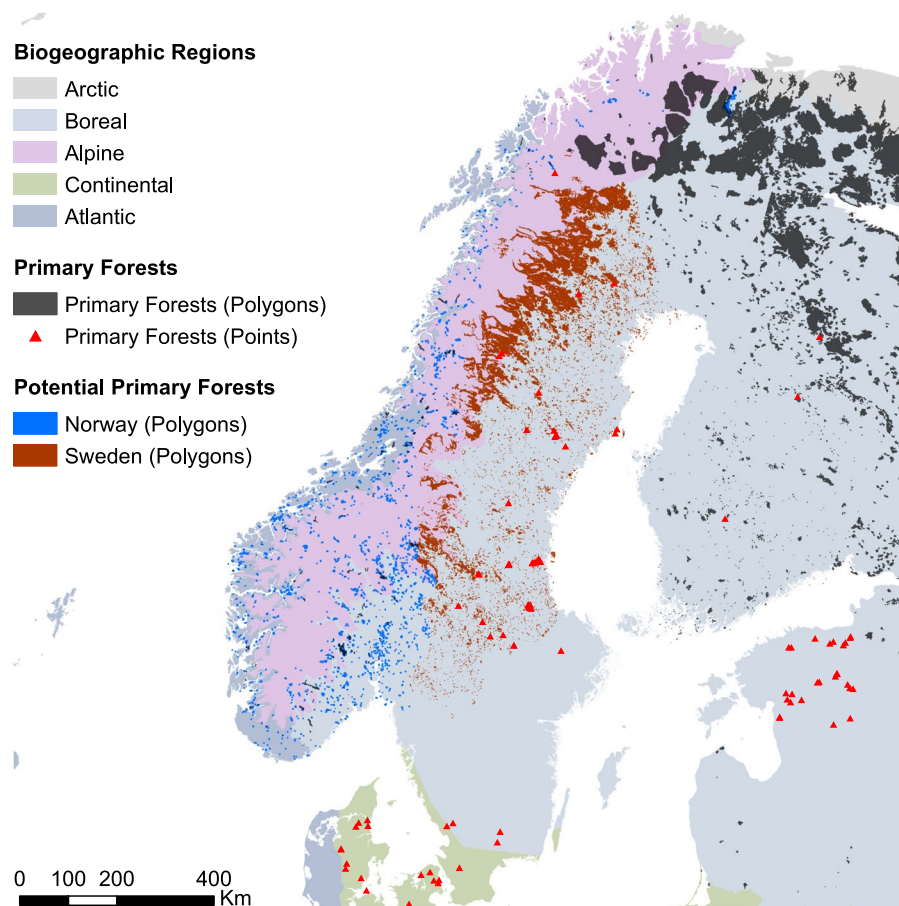 Biogeographic Regions
Arctic
Boreal
Alpine
Continental
Atlantic
Primary Forests
Primary Forests (Polygons)
Primary Forests (Points)
Potential Primary Forests
Norway (Polygons)
Sweden (Polygons)
0 100 200 400
Km